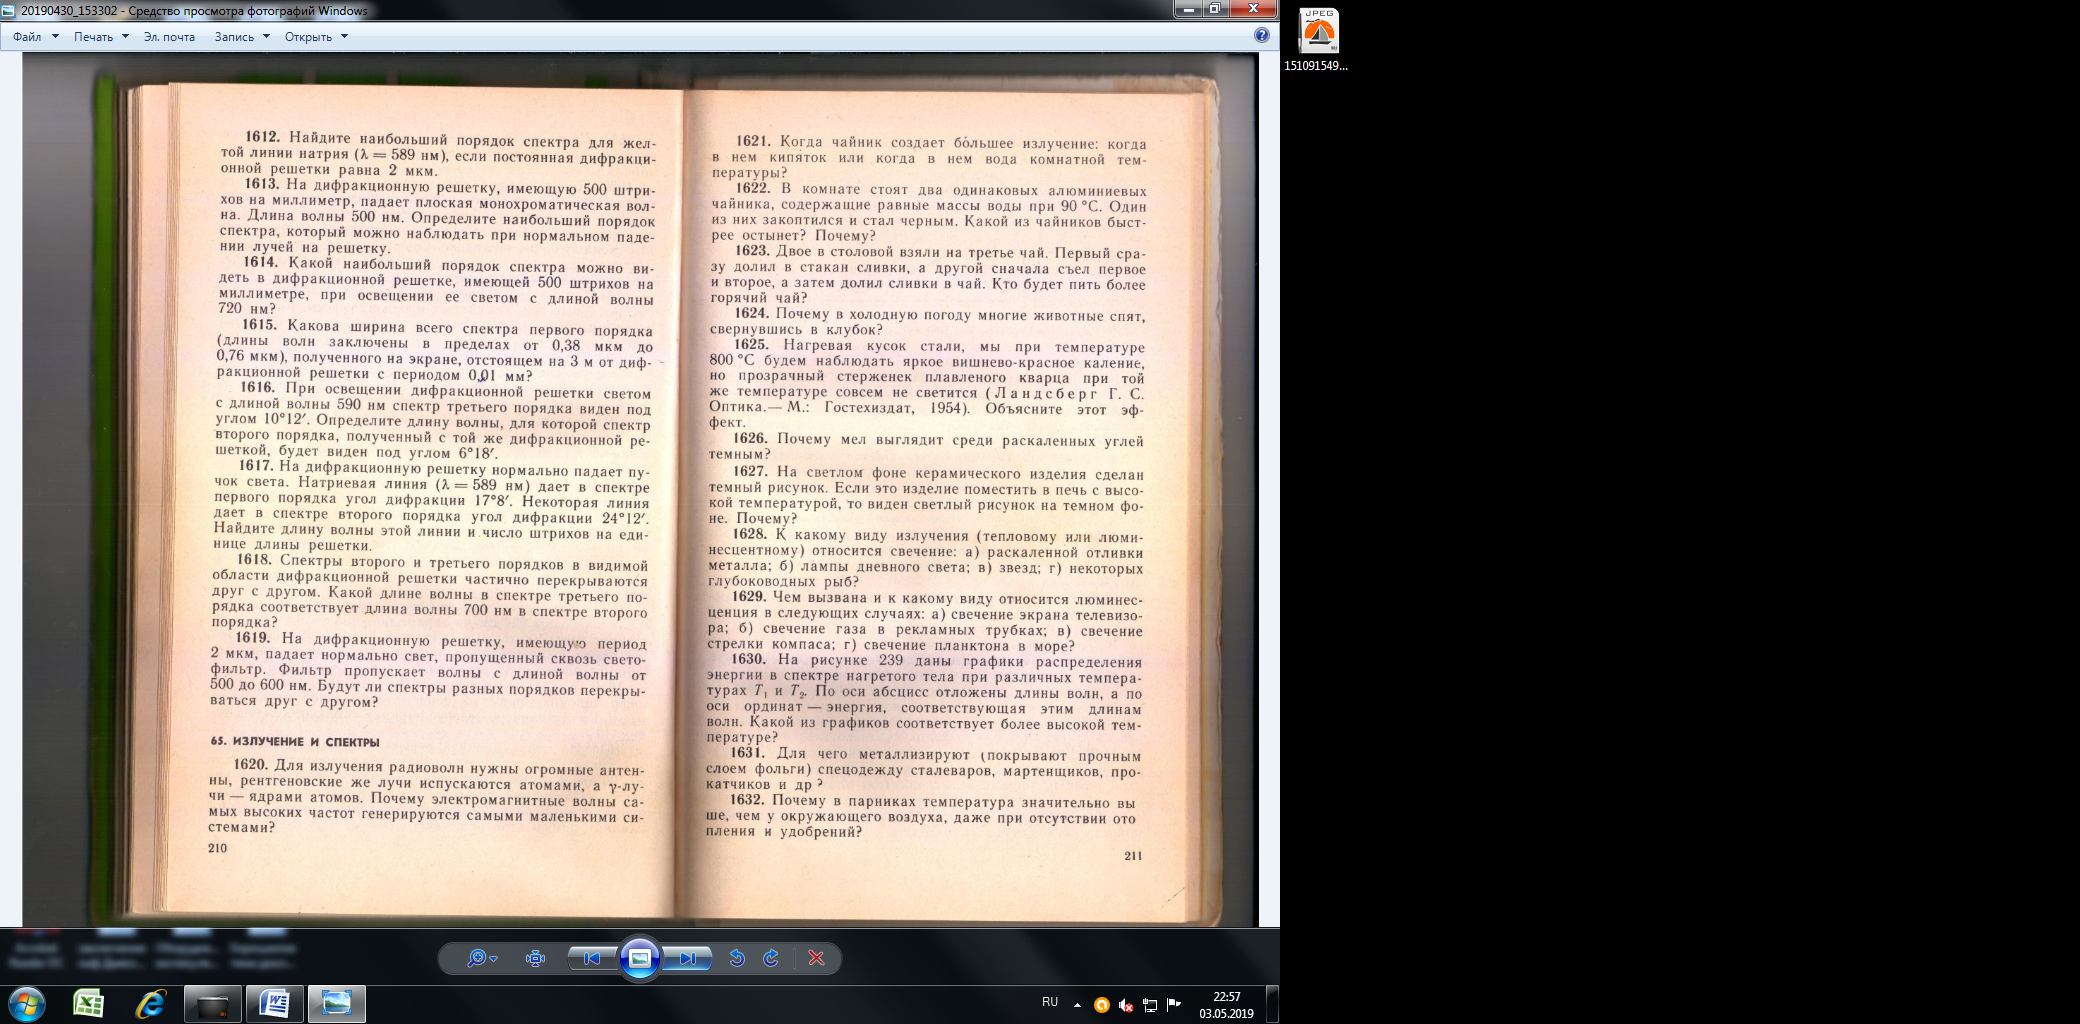 20190430_153302 - Средство просмотра фотографий Windows
Файл Печать Эл. почта Запись Открыть
151091549...
1612. Найдите наибольший порядок спектра для жел-
той линии натрия (λ = 589 нм), если постоянная дифракци-
онной решетки равна 2 мкм.
1613. На дифракционную решетку, имеющую 500 штри-
хов на миллиметр, падает плоская монохроматическая вол-
на. Длина волны 500 нм. Определите наибольший порядок
спектра, который можно наблюдать при нормальном паде-
нии лучей на решетку.
1614. Какой наибольший порядок спектра можно ви-
деть в дифракционной решетке, имеющей 500 штрихов на
миллиметре, при освещении ее светом с длиной волны
720 нм?
1615. Какова ширина всего спектра первого порядка
(длины волн заключены в пределах от 0,38 мкм до
0,76 мкм), полученного на экране, отстоящем на 3 м от диф-
ракционной решетки с периодом 0,01 мм?
1616. При освещении дифракционной решетки светом
с длиной волны 590 нм спектр третьего порядка виден под
углом 10°12′. Определите длину волны, для которой спектр
второго порядка, полученный с той же дифракционной ре-
шеткой, будет виден под углом 6°18′.
1617. На дифракционную решетку нормально падает пу-
чок света. Натриевая линия (λ = 589 нм) дает в спектре
первого порядка угол дифракции 17°8′. Некоторая линия
дает в спектре второго порядка угол дифракции 24°12′.
Найдите длину волны этой линии и число штрихов на еди-
нице длины решетки.
1618. Спектры второго и третьего порядков в видимой
области дифракционной решетки частично перекрываются
друг с другом. Какой длине волны в спектре третьего по-
рядка соответствует длина волны 700 нм в спектре второго
порядка?
1619. На дифракционную решетку, имеющую период
2 мкм, падает нормально свет, пропущенный сквозь свето-
фильтр. Фильтр пропускает волны с длиной волны от
500 до 600 нм. Будут ли спектры разных порядков перекры-
ваться друг с другом?
65. ИЗЛУЧЕНИЕ И СПЕКТРЫ
1620. Для излучения радиоволн нужны огромные антен-
ны, рентгеновские же лучи испускаются атомами, а γ-лу-
чи — ядрами атомов. Почему электромагнитные волны са-
мых высоких частот генерируются самыми маленькими си-
стемами?
210
1621. Когда чайник создает бо́льшее излучение: когда
в нем кипяток или когда в нем вода комнатной тем-
пературы?
1622. В комнате стоят два одинаковых алюминиевых
чайника, содержащие равные массы воды при 90 °С. Один
из них закоптился и стал черным. Какой из чайников быст-
рее остынет? Почему?
1623. Двое в столовой взяли на третье чай. Первый сра-
зу долил в стакан сливки, а другой сначала съел первое
и второе, а затем долил сливки в чай. Кто будет пить более
горячий чай?
1624. Почему в холодную погоду многие животные спят,
свернувшись в клубок?
1625. Нагревая кусок стали, мы при температуре
800 °С будем наблюдать яркое вишнево-красное каление,
но прозрачный стерженек плавленого кварца при той
же температуре совсем не светится (Ландсберг Г. С.
Оптика.— М.: Гостехиздат, 1954). Объясните этот эф-
фект.
1626. Почему мел выглядит среди раскаленных углей
темным?
1627. На светлом фоне керамического изделия сделан
темный рисунок. Если это изделие поместить в печь с высо-
кой температурой, то виден светлый рисунок на темном фо-
не. Почему?
1628. К какому виду излучения (тепловому или люми-
несцентному) относится свечение: а) раскаленной отливки
металла; б) лампы дневного света; в) звезд; г) некоторых
глубоководных рыб?
1629. Чем вызвана и к какому виду относится люминес-
ценция в следующих случаях: а) свечение экрана телевизо-
ра; б) свечение газа в рекламных трубках; в) свечение
стрелки компаса; г) свечение планктона в море?
1630. На рисунке 239 даны графики распределения
энергии в спектре нагретого тела при различных темпера-
турах T₁ и T₂. По оси абсцисс отложены длины волн, а по
оси ординат — энергия, соответствующая этим длинам
волн. Какой из графиков соответствует более высокой тем-
пературе?
1631. Для чего металлизируют (покрывают прочным
слоем фольги) спецодежду сталеваров, мартенщиков, про-
катчиков и др ?
1632. Почему в парниках температура значительно вы
ше, чем у окружающего воздуха, даже при отсутствии ото
пления и удобрений?
211
RU
22:57
03.05.2019